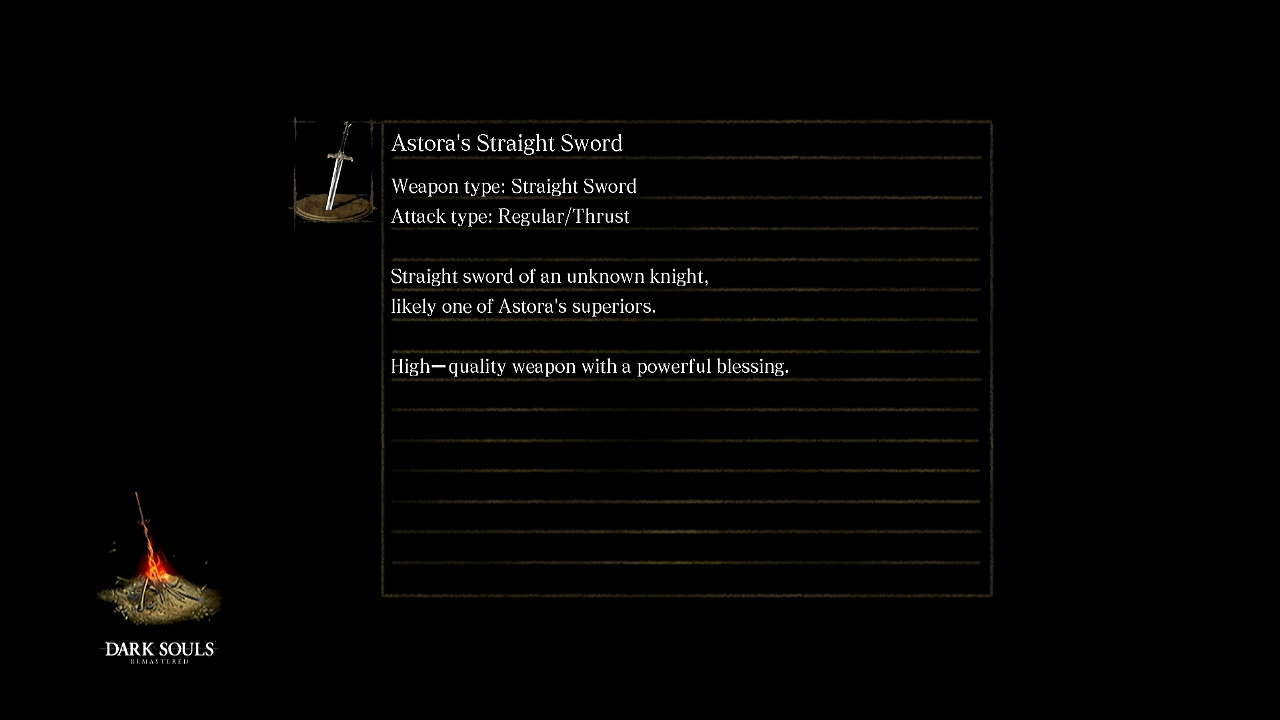 Astora's Straight Sword
Weapon type: Straight Sword
Attack type: Regular/Thrust
Straight sword of an unknown knight,
likely one of Astora's superiors.
High—quality weapon with a powerful blessing.
DARK SOULS
REMASTERED